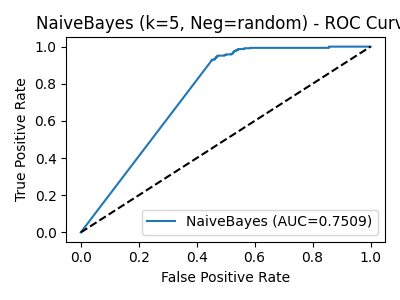 NaiveBayes (k=5, Neg=random) - ROC Curv
1.0
0.8
0.6
0.4
0.2
0.0
True Positive Rate
NaiveBayes (AUC=0.7509)
0.0 0.2 0.4 0.6 0.8 1.0
False Positive Rate